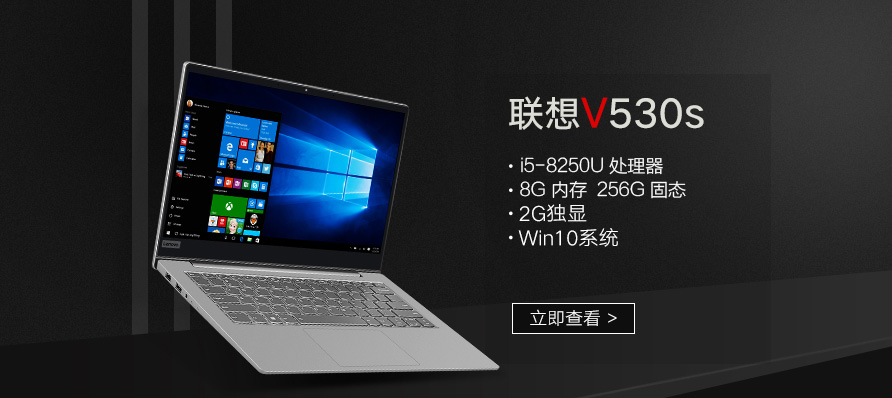 联想V530s
· i5-8250U 处理器
· 8G 内存 256G 固态
· 2G独显
· Win10系统
立即查看 >
Lenovo